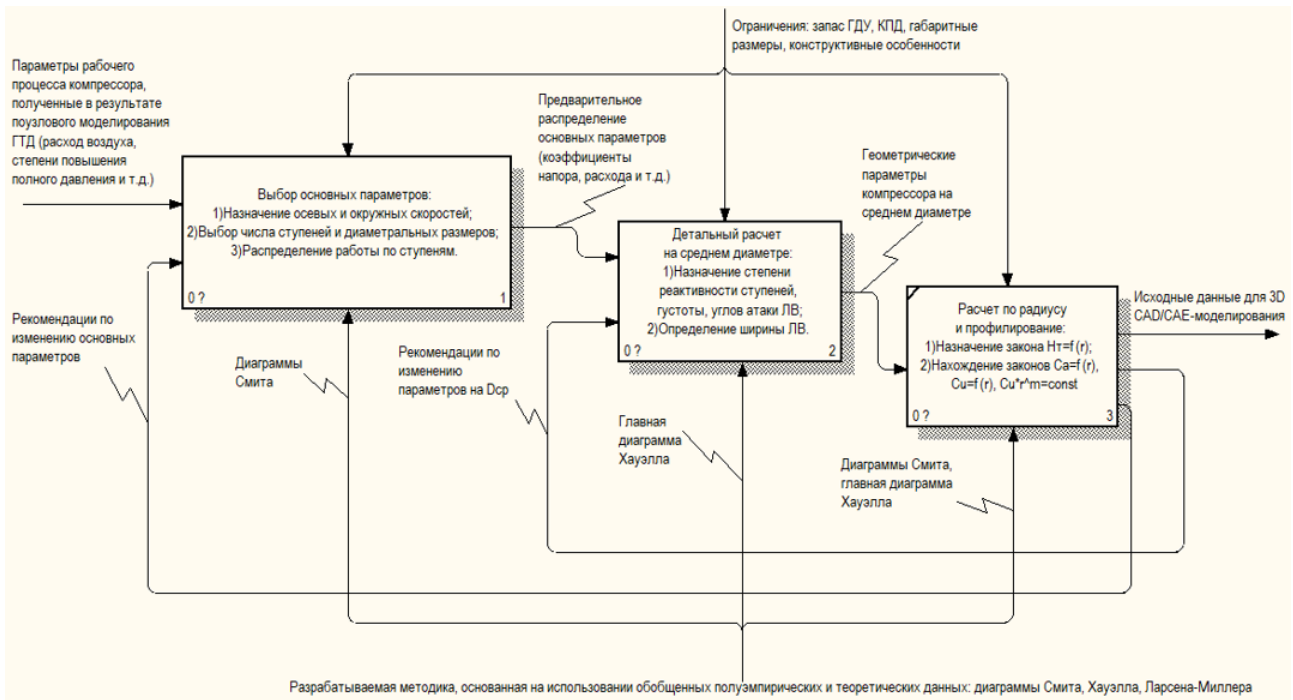 Ограничения: запас ГДУ, КПД, габаритные
размеры, конструктивные особенности
Параметры рабочего
процесса компрессора,
полученные в результате
поузлового моделирования
ГТД (расход воздуха,
степени повышения
полного давления и т.д.)
Предварительное
распределение
основных параметров
(коэффициенты
напора, расхода и т.д.)
Геометрические
параметры
компрессора на
среднем диаметре
Выбор основных параметров:
1)Назначение осевых и окружных скоростей;
2)Выбор числа ступеней и диаметральных размеров;
3)Распределение работы по ступеням.
0 ?
1
Детальный расчет
на среднем диаметре:
1)Назначение степени
реактивности ступеней,
густоты, углов атаки ЛВ;
2)Определение ширины ЛВ.
0 ?
2
Расчет по радиусу
и профилирование:
1)Назначение закона Нт=f (r);
2)Нахождение законов Са=f (r),
Cu=f (r), Cu*r^m=const
0 ?
3
Исходные данные для 3D
CAD/CAE-моделирования
Рекомендации по
изменению основных
параметров
Диаграммы
Смита
Рекомендации по
изменению
параметров на Dср
Главная
диаграмма
Хауэлла
Диаграммы Смита,
главная диаграмма
Хауэлла
Разрабатываемая методика, основанная на использовании обобщенных полуэмпирических и теоретических данных: диаграммы Смита, Хауэлла, Ларсена-Миллера